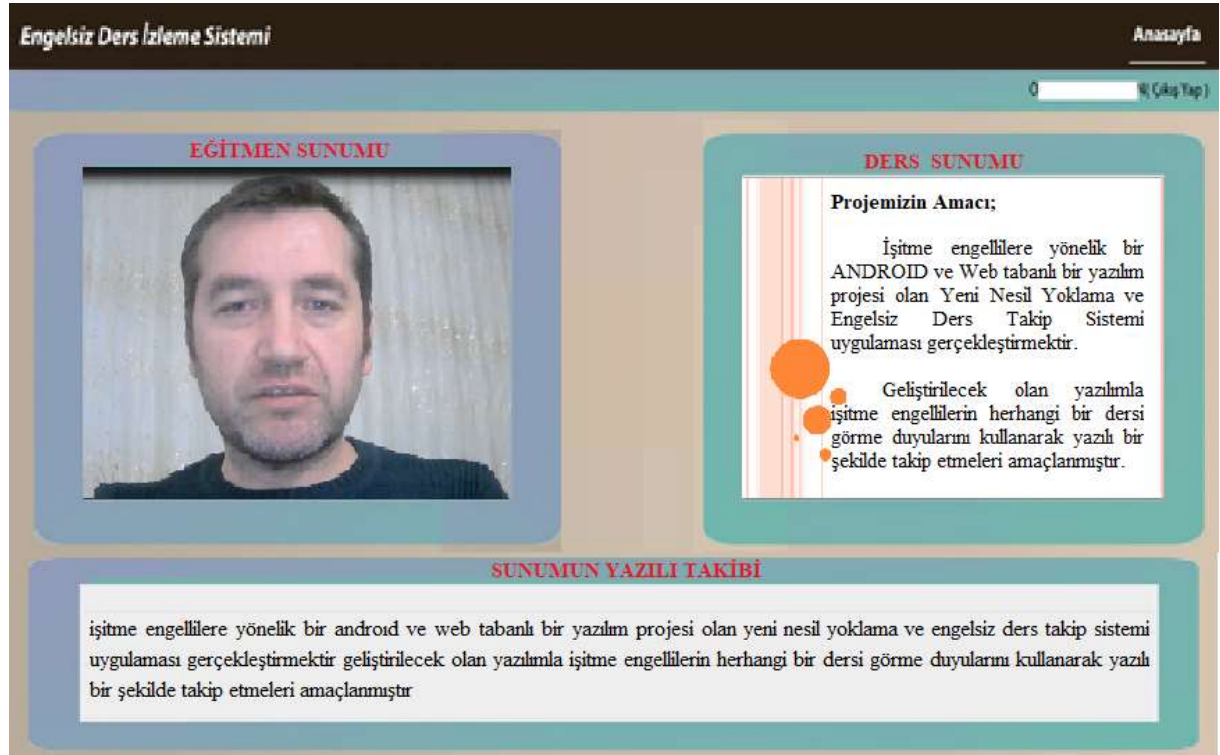 Engelsiz Ders İzleme Sistemi
Anasayfa
( Çıkış Yap )
EĞİTMEN SUNUMU
DERS SUNUMU
Projemizin Amacı;
İşitme engellilere yönelik bir
ANDROID ve Web tabanlı bir yazılım
projesi olan Yeni Nesil Yoklama ve
Engelsiz Ders Takip Sistemi
uygulaması gerçekleştirmektir.
Geliştirilecek olan yazılımla
işitme engellilerin herhangi bir dersi
görme duyularını kullanarak yazılı bir
şekilde takip etmeleri amaçlanmıştır.
SUNUMUN YAZILI TAKİBİ
işitme engellilere yönelik bir androıd ve web tabanlı bir yazılım projesi olan yeni nesil yoklama ve engelsiz ders takip sistemi
uygulaması gerçekleştirmektir geliştirilecek olan yazılımla işitme engellilerin herhangi bir dersi görme duyularını kullanarak yazılı
bir şekilde takip etmeleri amaçlanmıştır